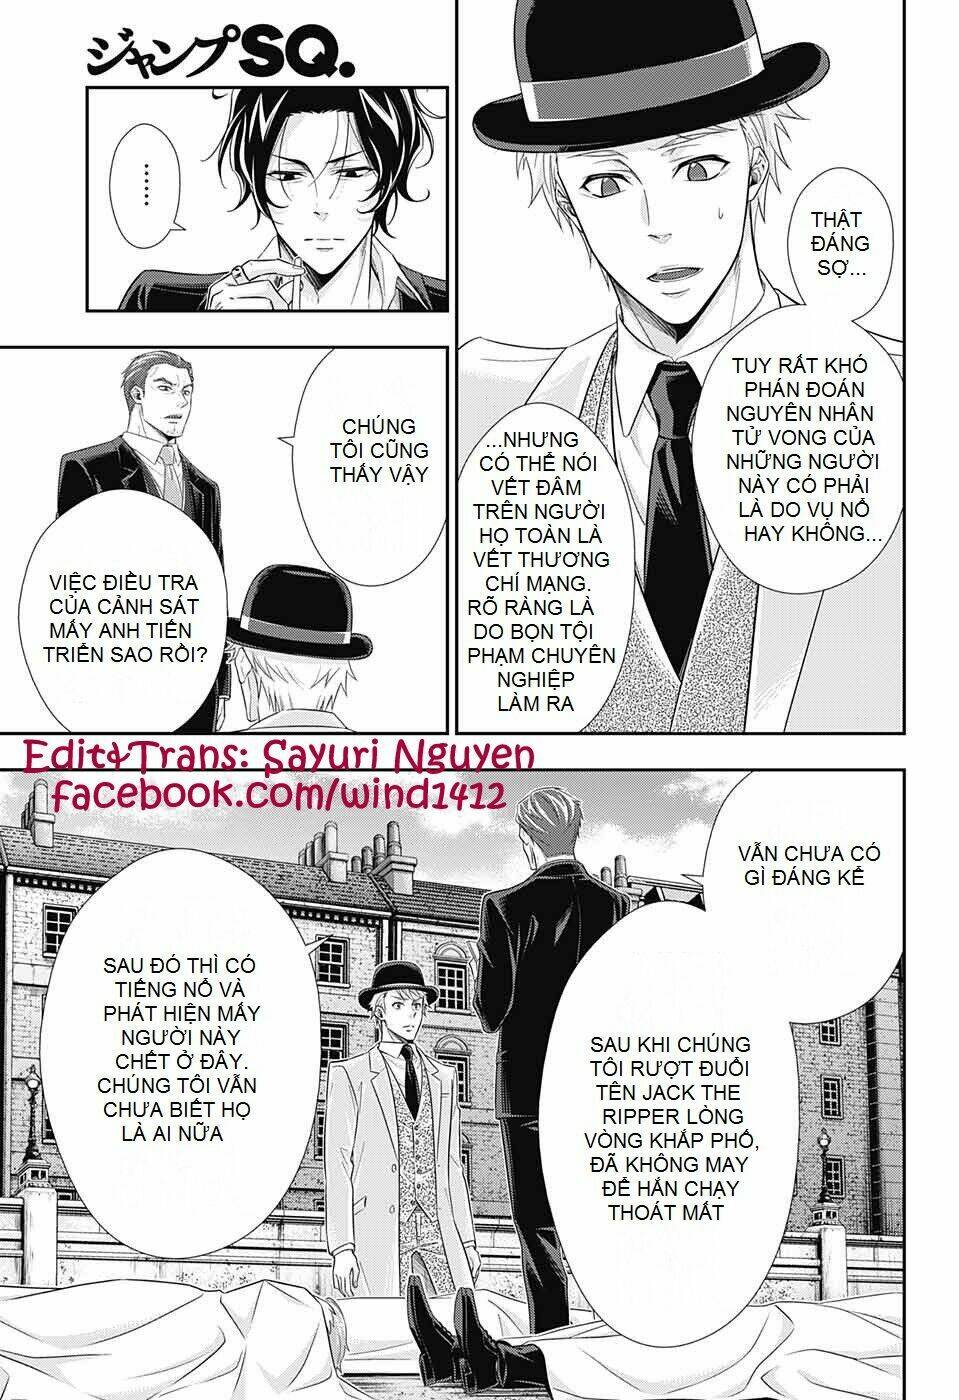 ジャンプSQ.
THẬT
ĐÁNG
SỢ...
TUY RẤT KHÓ
PHÁN ĐOÁN
NGUYÊN NHÂN
TỬ VONG CỦA
NHỮNG NGƯỜI
NÀY CÓ PHẢI
LÀ DO VỤ NỔ
HAY KHÔNG...
...NHƯNG
CÓ THỂ NÓI
VẾT ĐÂM
TRÊN NGƯỜI
HỌ TOÀN LÀ
VẾT THƯƠNG
CHÍ MẠNG.
RÕ RÀNG LÀ
DO BỌN TỘI
PHẠM CHUYÊN
NGHIỆP
LÀM RA
......
CHÚNG
TÔI CŨNG
THẤY VẬY
VIỆC ĐIỀU TRA
CỦA CẢNH SÁT
MẤY ANH TIẾN
TRIỂN SAO RỒI?
Edit&Trans: Sayuri Nguyen
facebook.com/wind1412
VẪN CHƯA CÓ
GÌ ĐÁNG KỂ
SAU KHI CHÚNG
TÔI RƯỢT ĐUỔI
TÊN JACK THE
RIPPER LÒNG
VÒNG KHẮP PHỐ,
ĐÃ KHÔNG MAY
ĐỂ HẮN CHẠY
THOÁT MẤT
SAU ĐÓ THÌ CÓ
TIẾNG NỔ VÀ
PHÁT HIỆN MẤY
NGƯỜI NÀY
CHẾT Ở ĐÂY.
CHÚNG TÔI VẪN
CHƯA BIẾT HỌ
LÀ AI NỮA